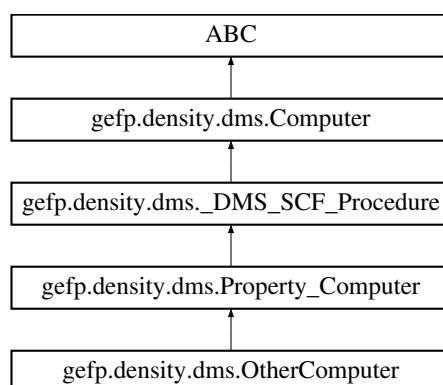 ABC
gefp.density.dms.Computer
gefp.density.dms._DMS_SCF_Procedure
gefp.density.dms.Property_Computer
gefp.density.dms.OtherComputer